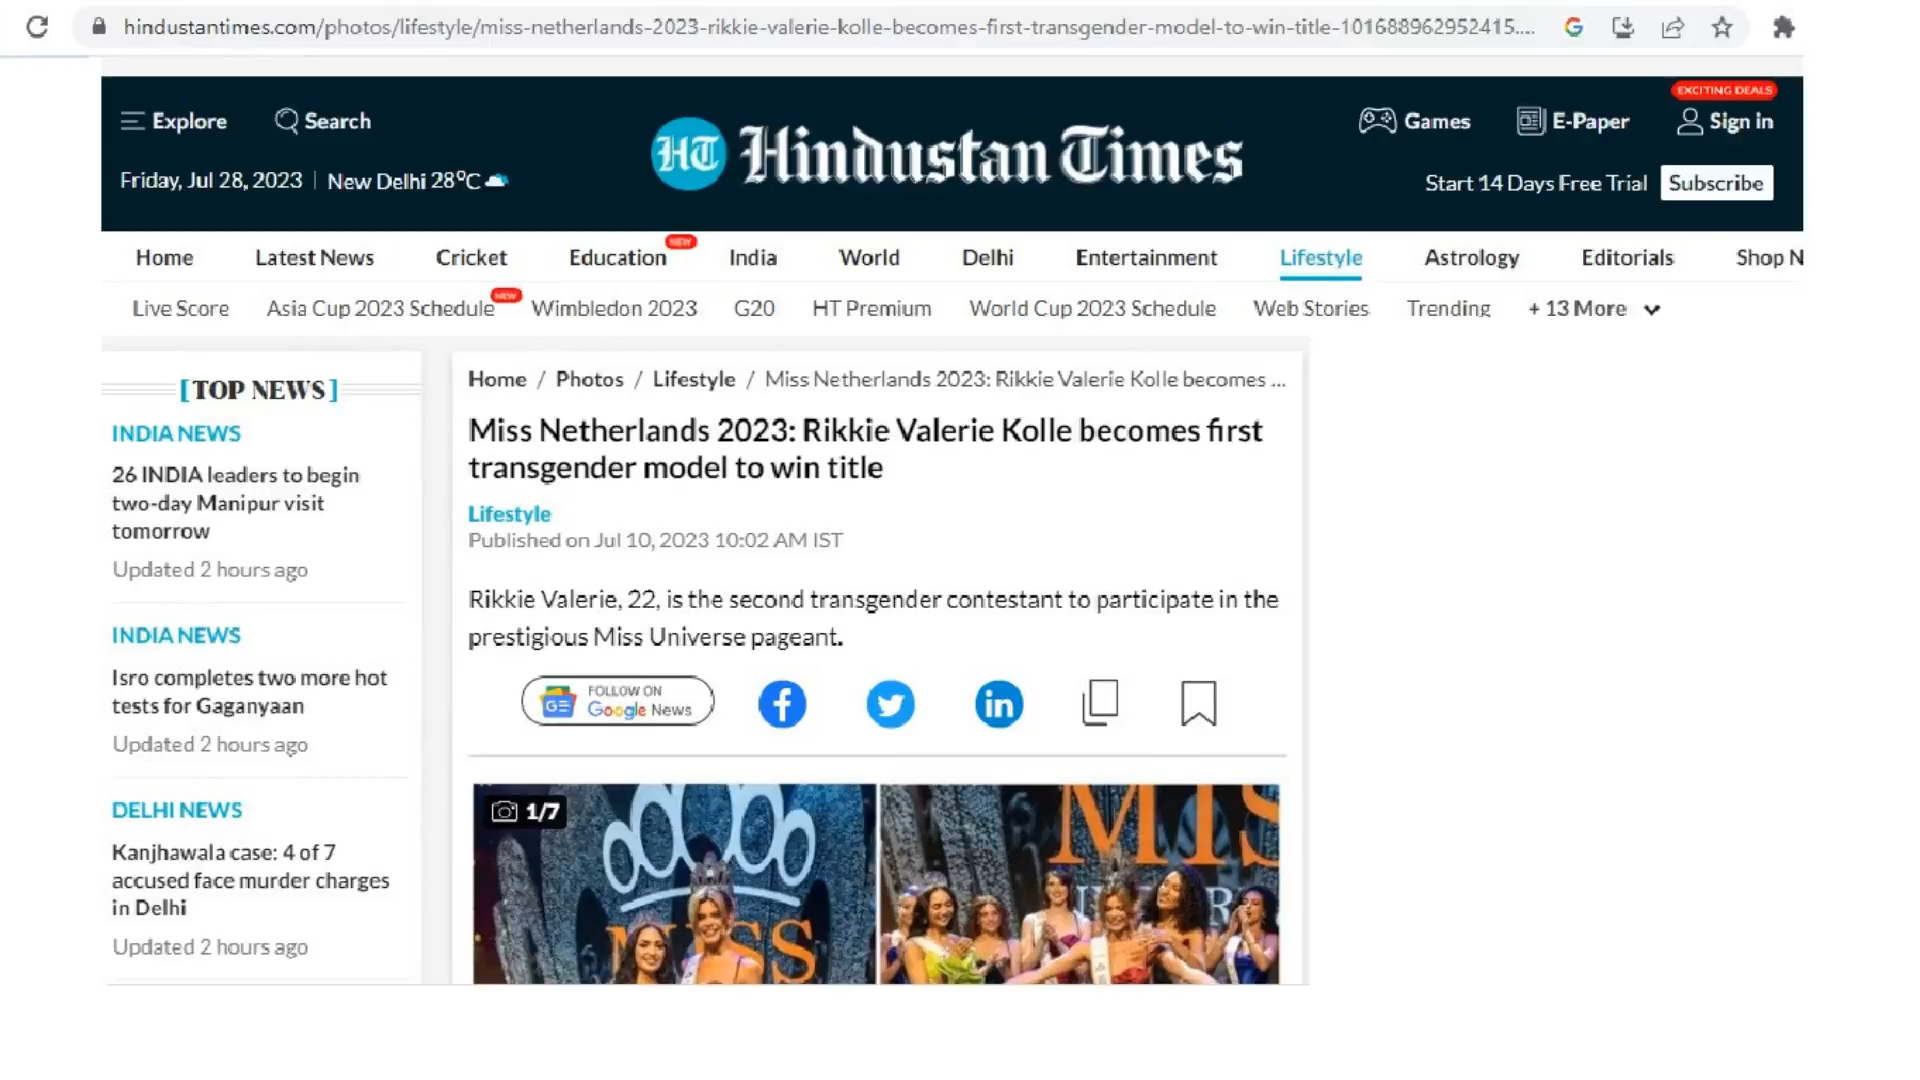 hindustantimes.com/photos/lifestyle/miss-netherlands-2023-rikkie-valerie-kolle-becomes-first-transgender-model-to-win-title-101688962952415....
EXCITING DEALS
Explore Search
HT Hindustan Times
Games E-Paper Sign in
Friday, Jul 28, 2023 | New Delhi 28°C
Start 14 Days Free Trial Subscribe
NEW
Home Latest News Cricket Education India World Delhi Entertainment Lifestyle Astrology Editorials Shop N
NEW
Live Score Asia Cup 2023 Schedule Wimbledon 2023 G20 HT Premium World Cup 2023 Schedule Web Stories Trending + 13 More
[TOP NEWS]
INDIA NEWS
26 INDIA leaders to begin
two-day Manipur visit
tomorrow
Updated 2 hours ago
INDIA NEWS
Isro completes two more hot
tests for Gaganyaan
Updated 2 hours ago
DELHI NEWS
Kanjhawala case: 4 of 7
accused face murder charges
in Delhi
Updated 2 hours ago
Home / Photos / Lifestyle / Miss Netherlands 2023: Rikkie Valerie Kolle becomes ...
Miss Netherlands 2023: Rikkie Valerie Kolle becomes first
transgender model to win title
Lifestyle
Published on Jul 10, 2023 10:02 AM IST
Rikkie Valerie, 22, is the second transgender contestant to participate in the
prestigious Miss Universe pageant.
FOLLOW ON
GE Google News
1/7
MISS
MIS